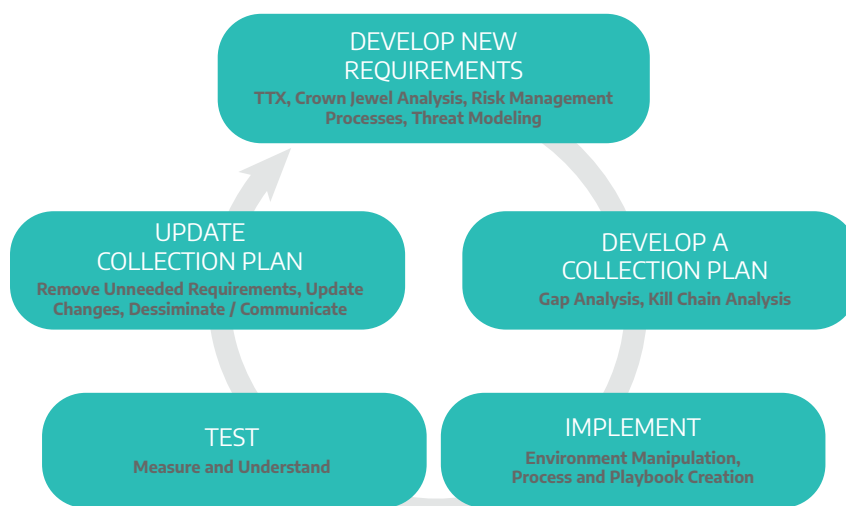 DEVELOP NEW
REQUIREMENTS
TTX, Crown Jewel Analysis, Risk Management
Processes, Threat Modeling
UPDATE
COLLECTION PLAN
Remove Unneeded Requirements, Update
Changes, Dessiminate / Communicate
DEVELOP A
COLLECTION PLAN
Gap Analysis, Kill Chain Analysis
TEST
Measure and Understand
IMPLEMENT
Environment Manipulation,
Process and Playbook Creation